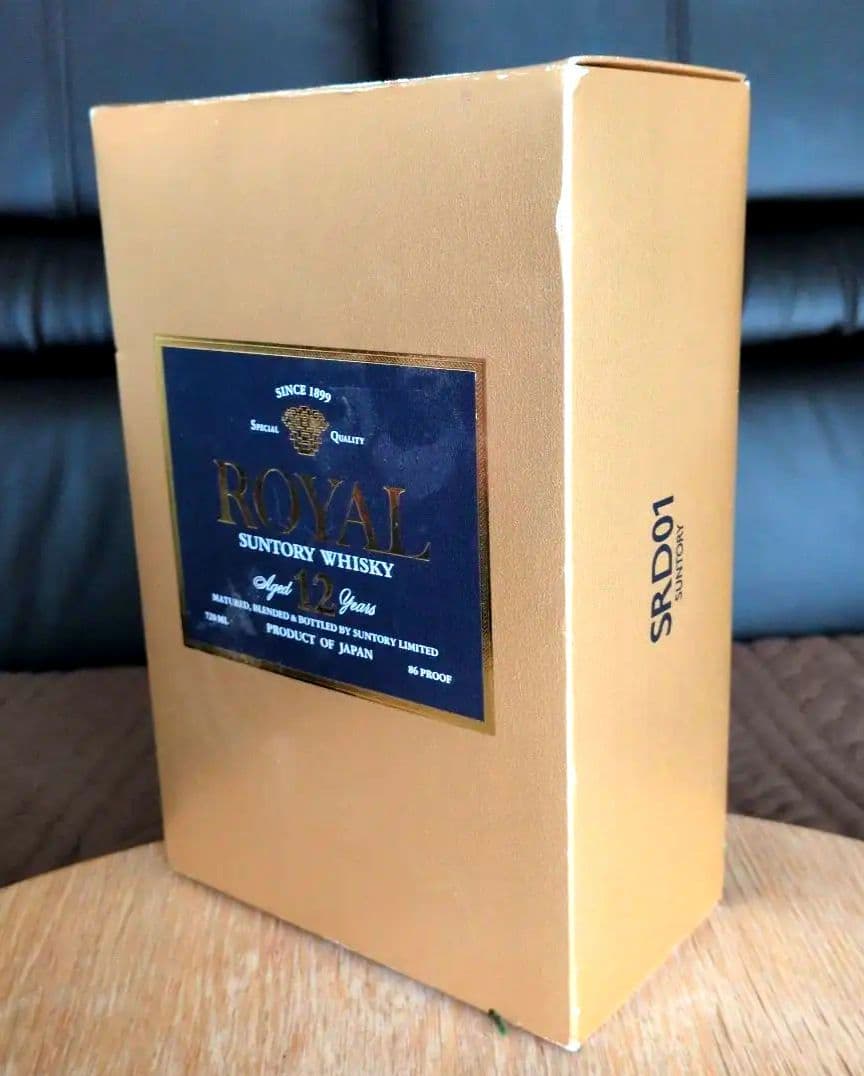 SINCE 1899
SPECIAL QUALITY
ROYAL
SUNTORY WHISKY
Aged 12 Years
MATURED, BLENDED & BOTTLED BY SUNTORY LIMITED
720 ML
PRODUCT OF JAPAN
86 PROOF
SRD01
SUNTORY